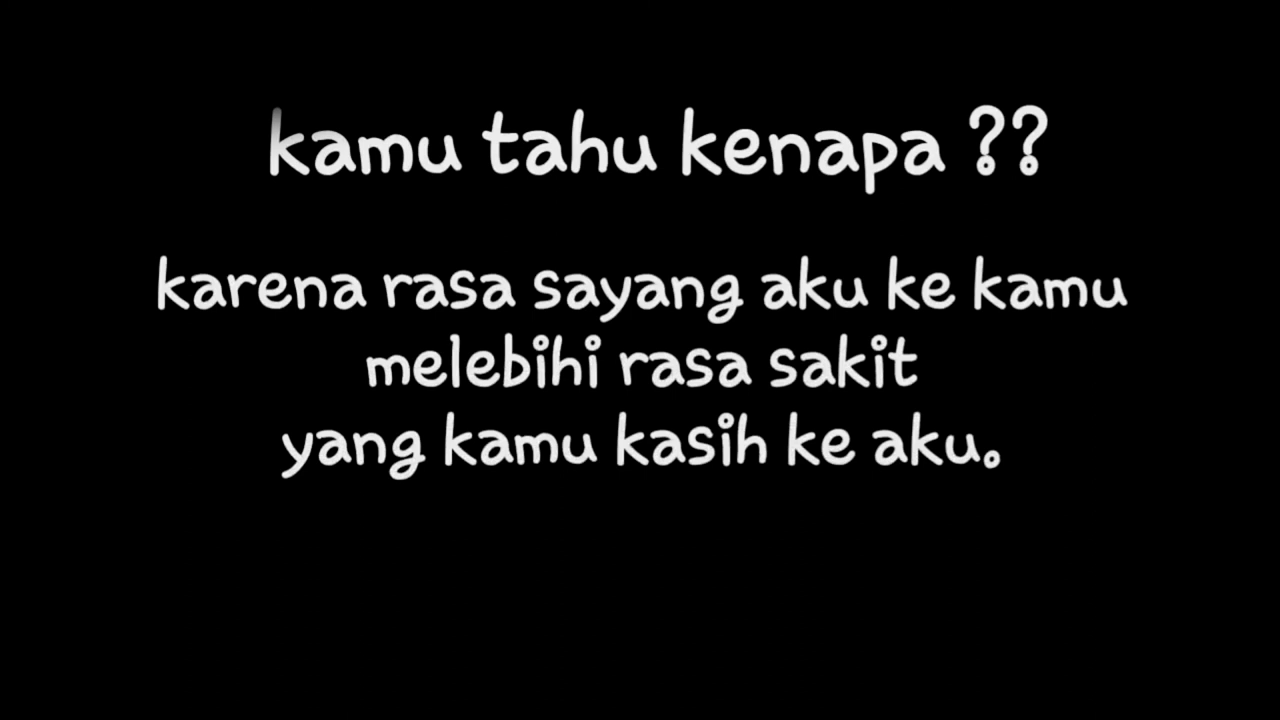 kamu tahu kenapa ??
karena rasa sayang aku ke kamu
melebihi rasa sakit
yang kamu kasih ke aku.